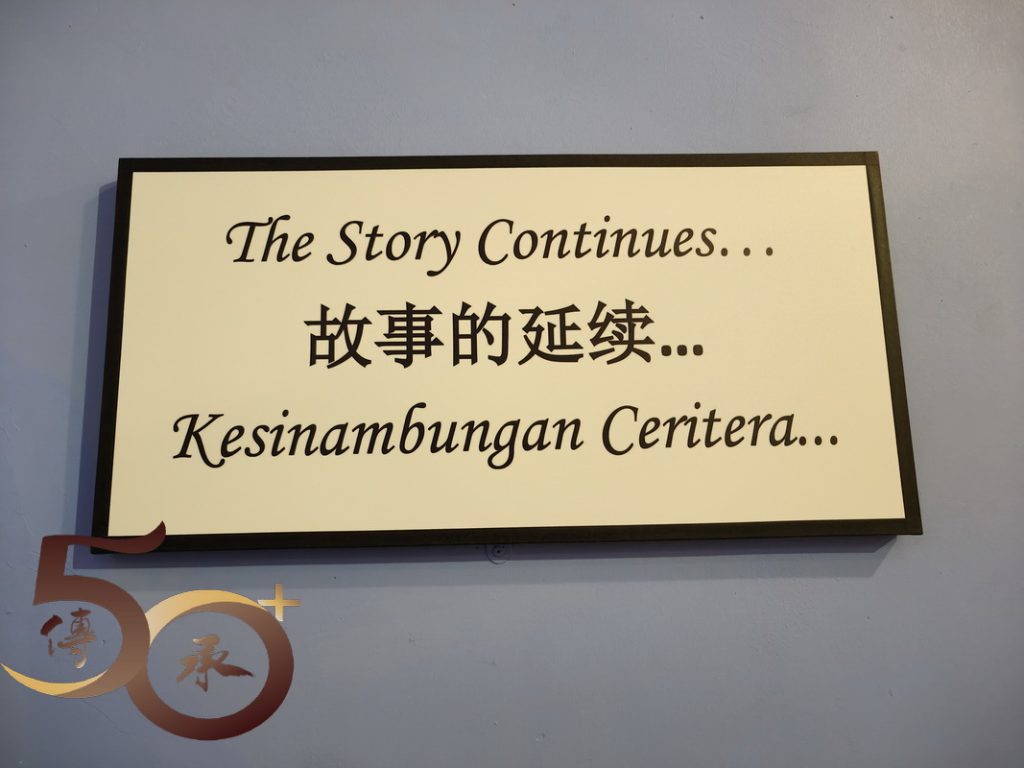 The Story Continues...
故事的延续...
Kesinambungan Ceritera...
50+
傳承